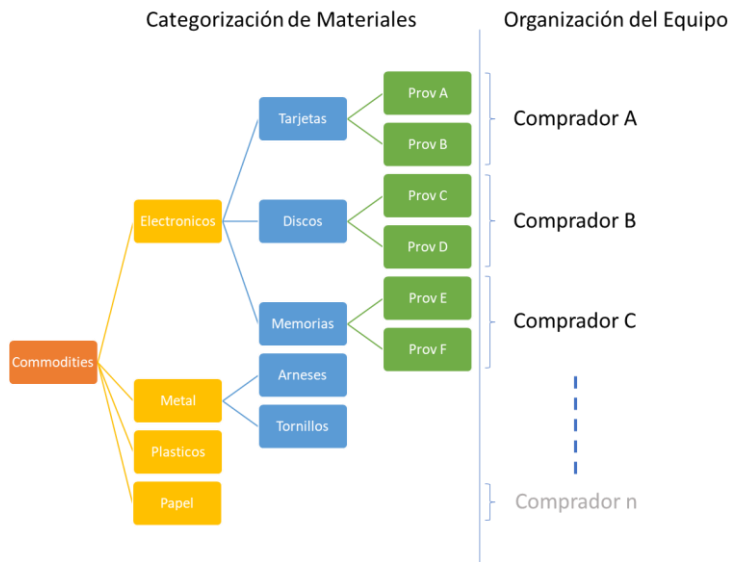 Categorización de Materiales
Organización del Equipo
Prov A
Tarjetas
Comprador A
Prov B
Prov C
Electronicos
Discos
Comprador B
Prov D
Prov E
Memorias
Comprador C
Prov F
Commodities
Arneses
Metal
Tornillos
Plasticos
Papel
Comprador n